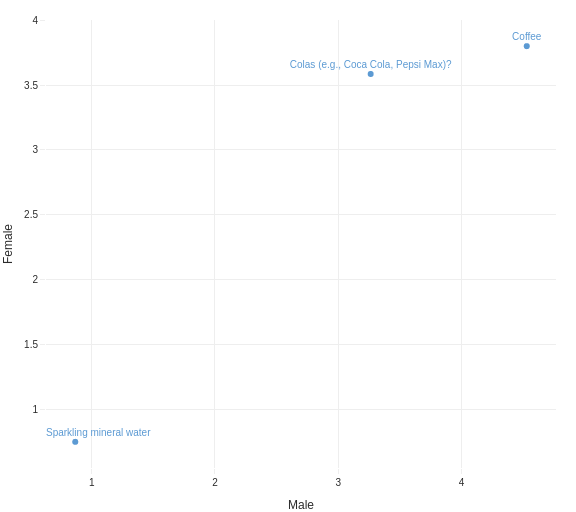 4
Coffee
Colas (e.g., Coca Cola, Pepsi Max)?
3.5
3
2.5
Female
2
1.5
1
Sparkling mineral water
1 2 3 4
Male